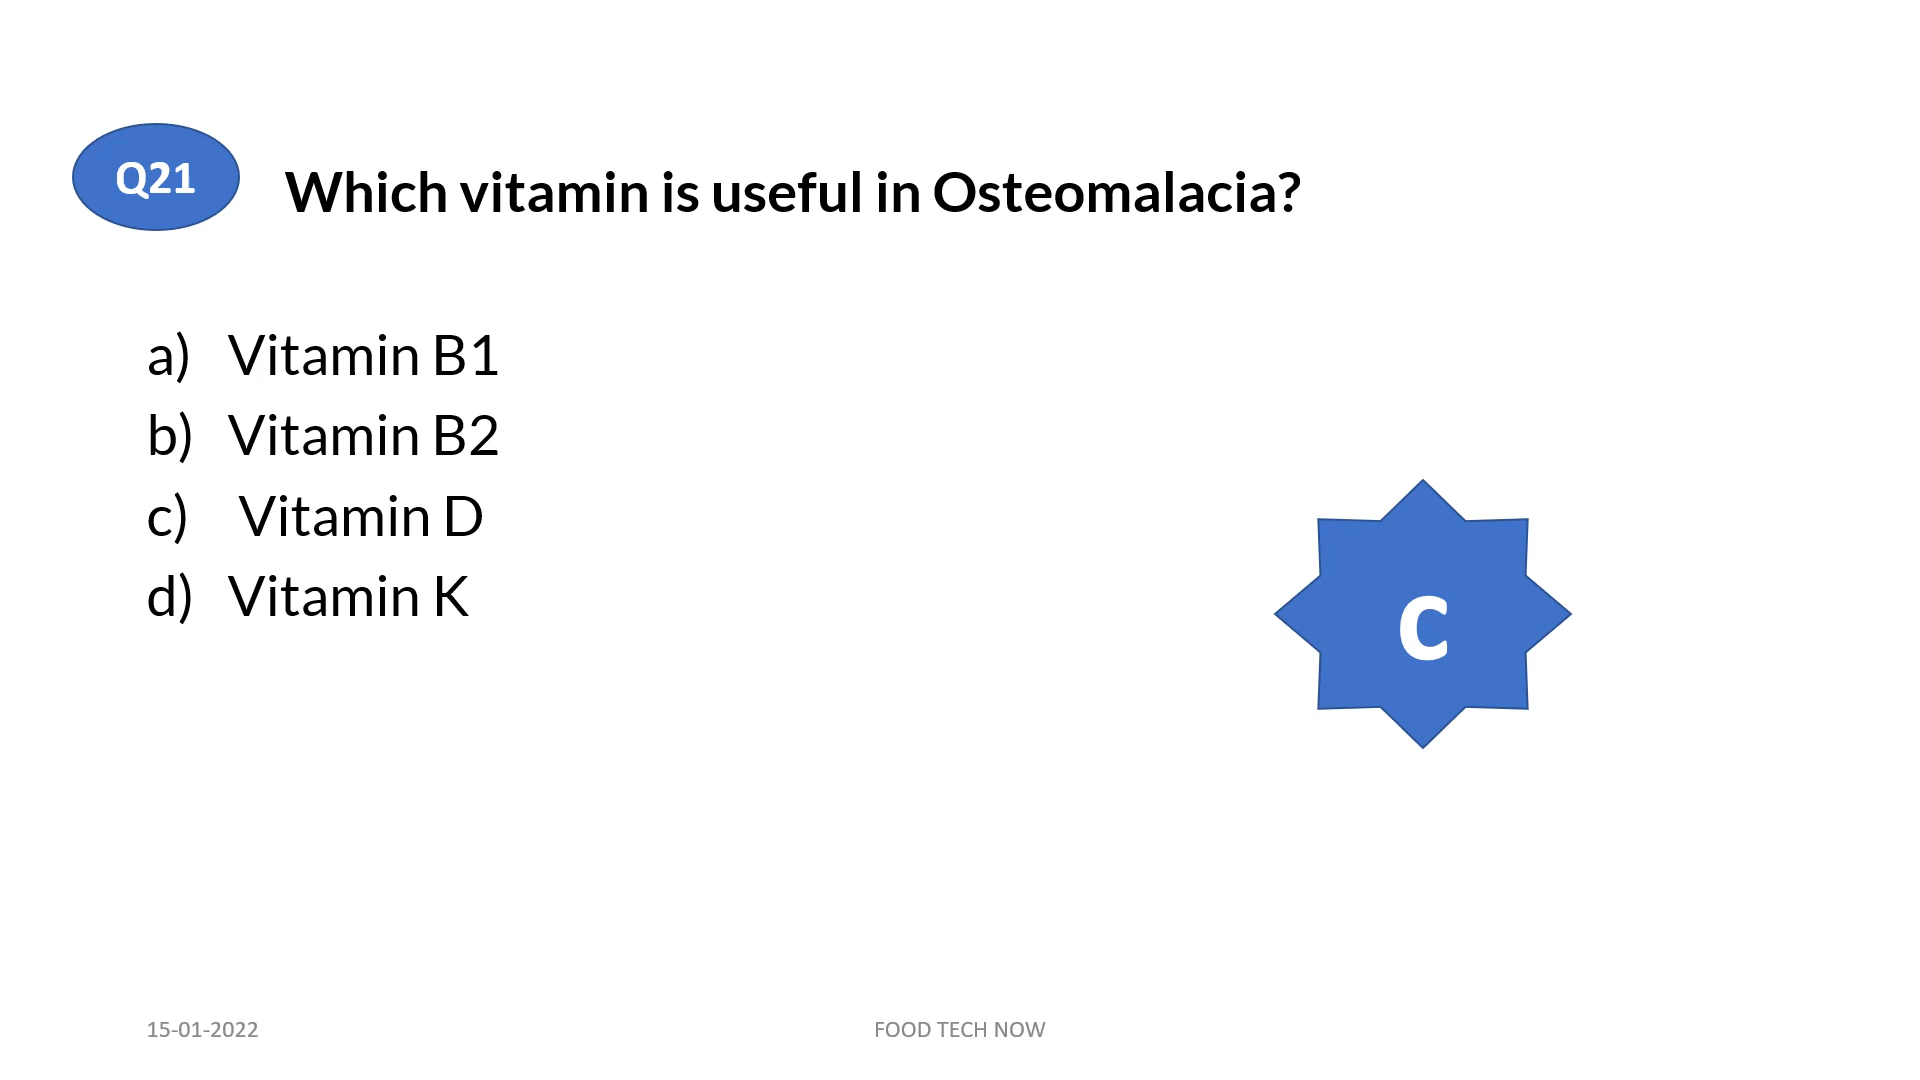 Q21
Which vitamin is useful in Osteomalacia?
a) Vitamin B1
b) Vitamin B2
c) Vitamin D
d) Vitamin K
C
15-01-2022
FOOD TECH NOW